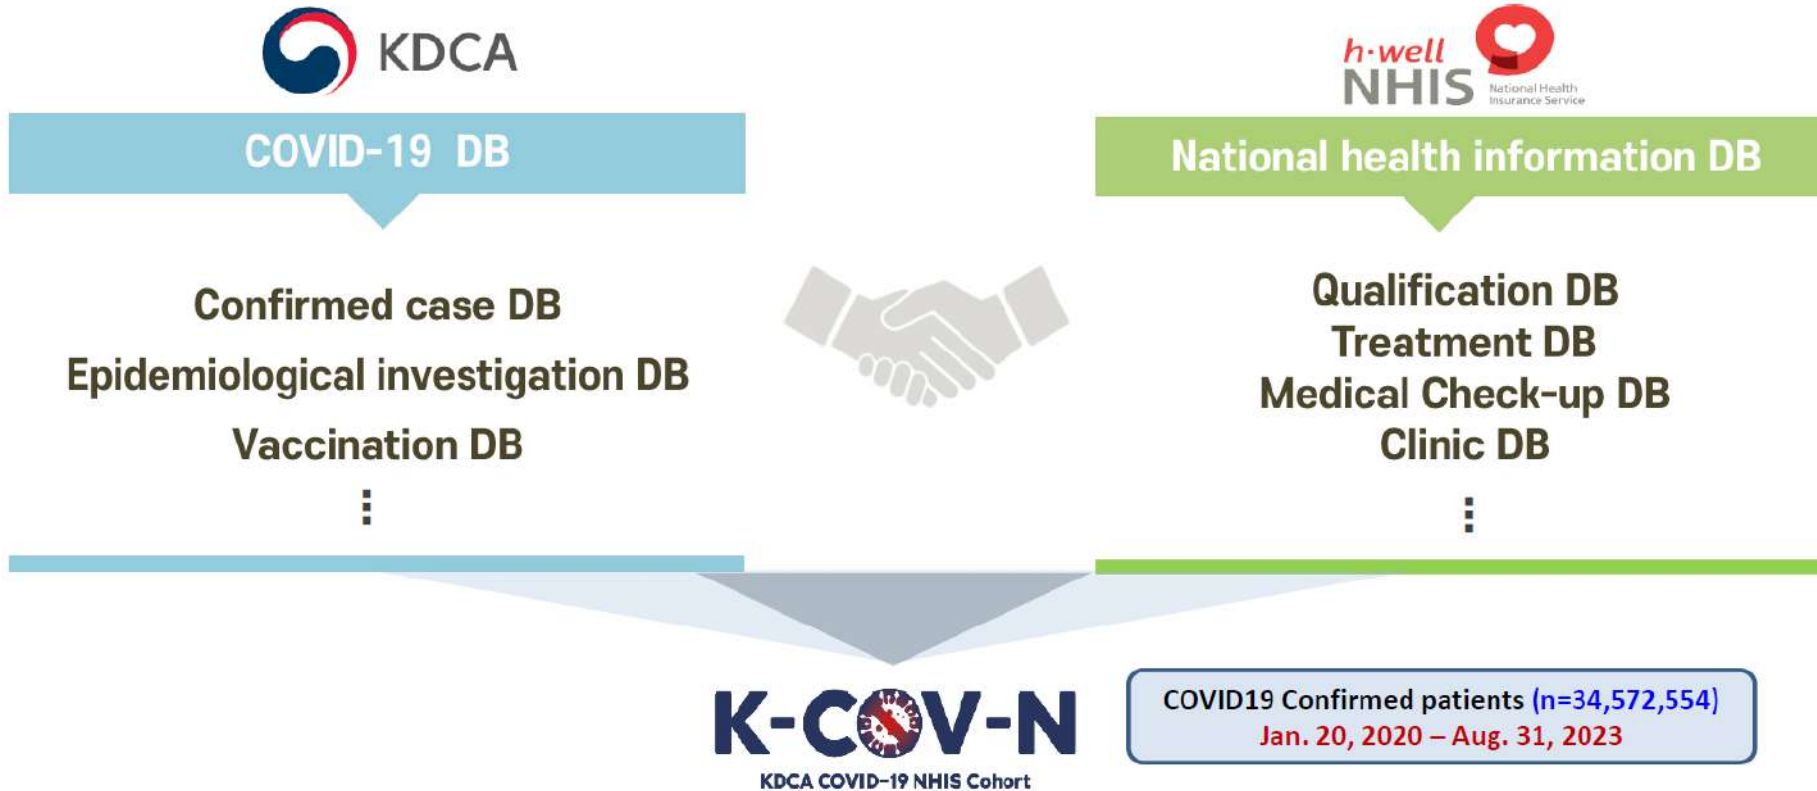 KDCA
COVID-19 DB
Confirmed case DB
Epidemiological investigation DB
Vaccination DB
⋮
h·well
NHIS
National Health
Insurance Service
National health information DB
Qualification DB
Treatment DB
Medical Check-up DB
Clinic DB
⋮
K-COV-N
KDCA COVID-19 NHIS Cohort
COVID19 Confirmed patients (n=34,572,554)
Jan. 20, 2020 – Aug. 31, 2023